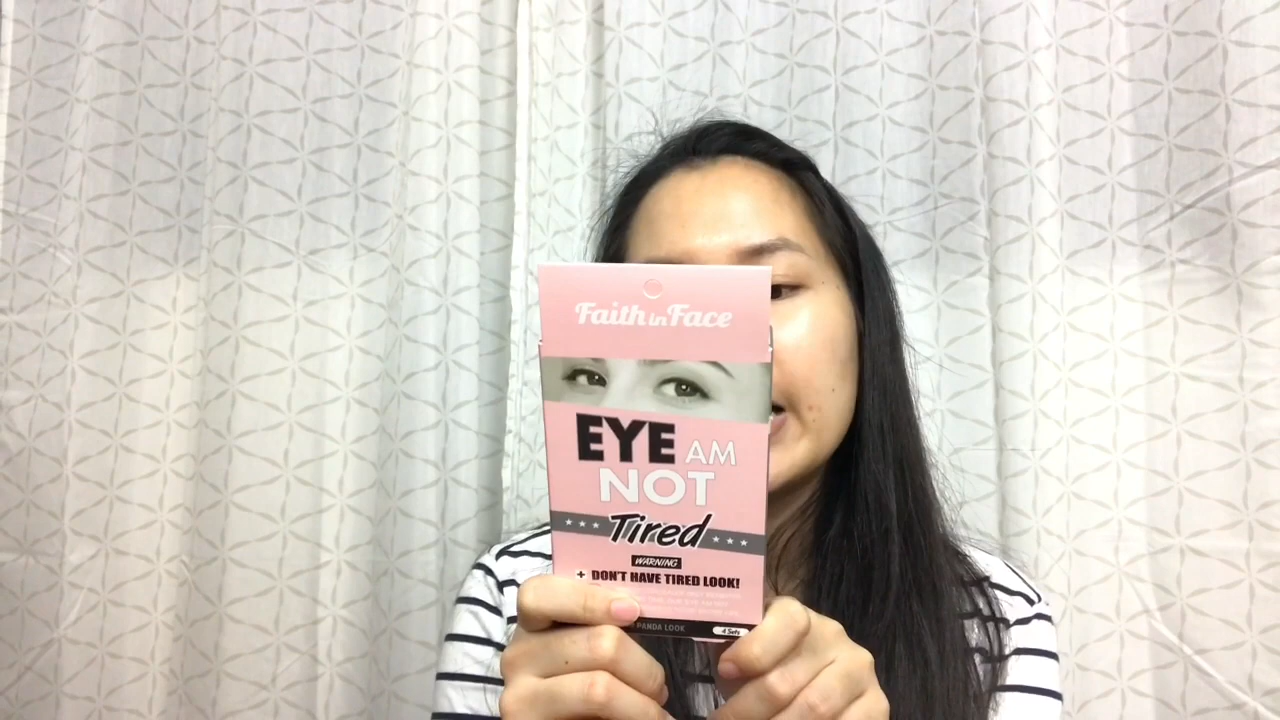 Faith in Face
EYE AM
NOT
Tired
WARNING
+ DON'T HAVE TIRED LOOK!
PANDA LOOK
4 Sets